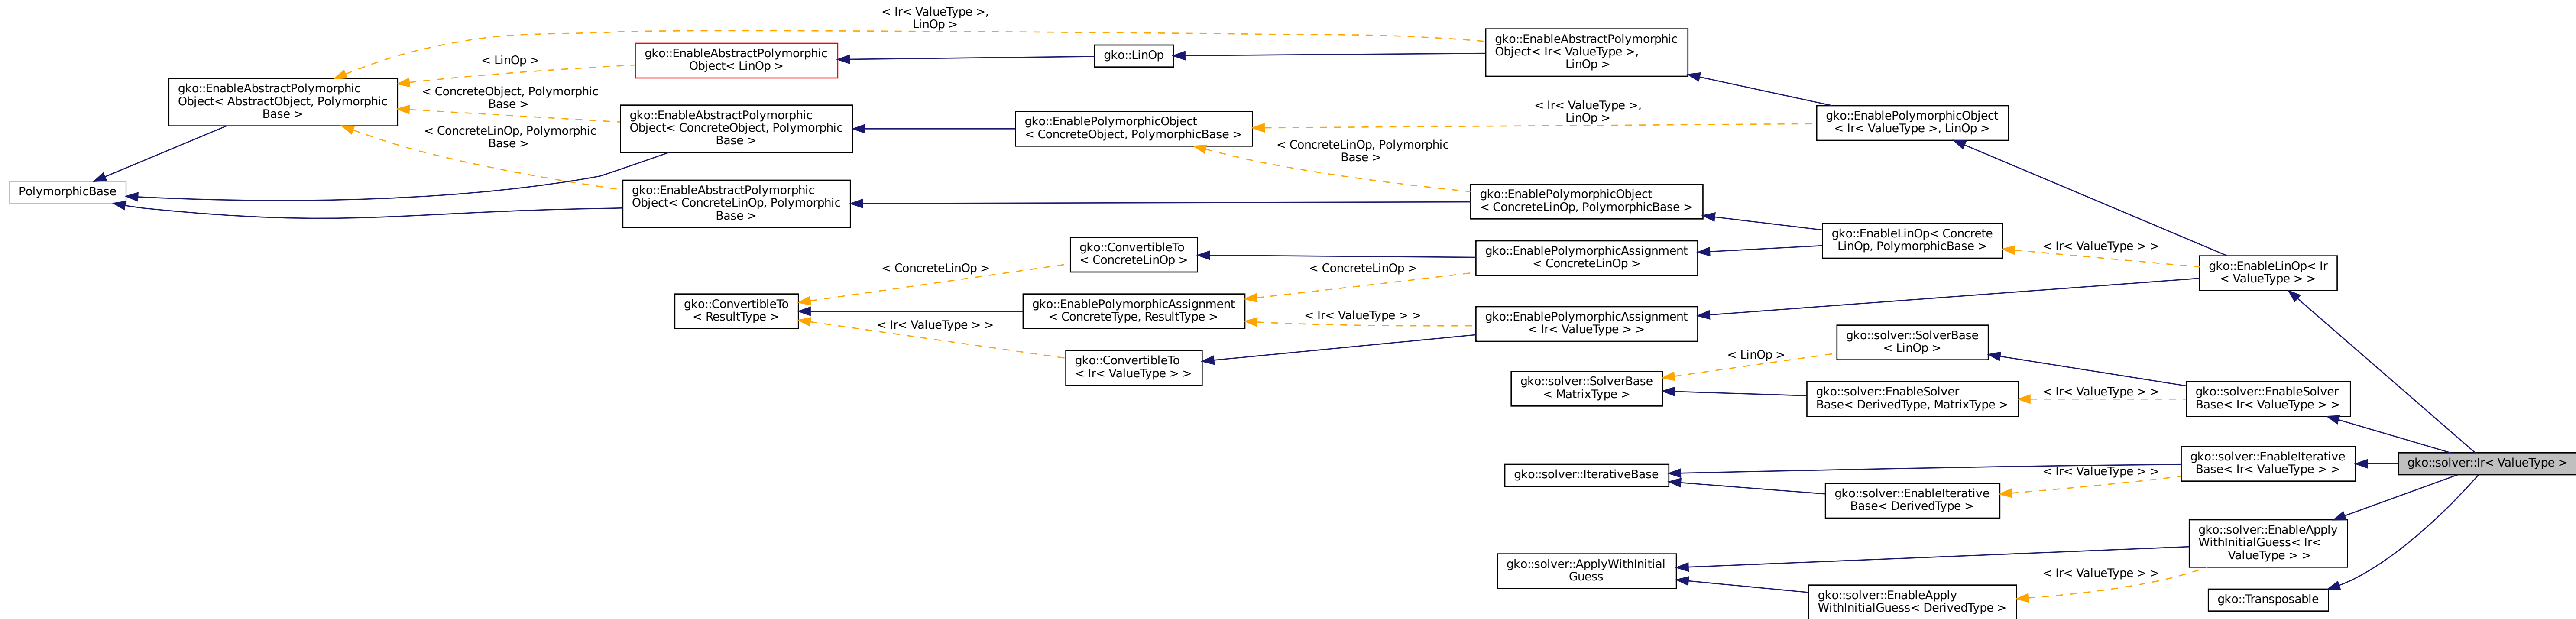 < Ir< ValueType >,
LinOp >
gko::EnableAbstractPolymorphic
Object< Ir< ValueType >,
LinOp >
gko::EnableAbstractPolymorphic
Object< LinOp >
gko::LinOp
< LinOp >
gko::EnableAbstractPolymorphic
Object< AbstractObject, Polymorphic
Base >
< ConcreteObject, Polymorphic
Base >
gko::EnableAbstractPolymorphic
Object< ConcreteObject, Polymorphic
Base >
gko::EnablePolymorphicObject
< ConcreteObject, PolymorphicBase >
< Ir< ValueType >,
LinOp >
gko::EnablePolymorphicObject
< Ir< ValueType >, LinOp >
< ConcreteLinOp, Polymorphic
Base >
< ConcreteLinOp, Polymorphic
Base >
PolymorphicBase
gko::EnableAbstractPolymorphic
Object< ConcreteLinOp, Polymorphic
Base >
gko::EnablePolymorphicObject
< ConcreteLinOp, PolymorphicBase >
gko::EnableLinOp< Concrete
LinOp, PolymorphicBase >
< Ir< ValueType > >
gko::ConvertibleTo
< ConcreteLinOp >
gko::EnablePolymorphicAssignment
< ConcreteLinOp >
gko::EnableLinOp< Ir
< ValueType > >
< ConcreteLinOp >
< ConcreteLinOp >
gko::ConvertibleTo
< ResultType >
gko::EnablePolymorphicAssignment
< ConcreteType, ResultType >
< Ir< ValueType > >
gko::EnablePolymorphicAssignment
< Ir< ValueType > >
< Ir< ValueType > >
gko::ConvertibleTo
< Ir< ValueType > >
gko::solver::SolverBase
< LinOp >
< LinOp >
gko::solver::SolverBase
< MatrixType >
gko::solver::EnableSolver
Base< DerivedType, MatrixType >
< Ir< ValueType > >
gko::solver::EnableSolver
Base< Ir< ValueType > >
gko::solver::EnableIterative
Base< Ir< ValueType > >
gko::solver::Ir< ValueType >
gko::solver::IterativeBase
< Ir< ValueType > >
gko::solver::EnableIterative
Base< DerivedType >
gko::solver::EnableApply
WithInitialGuess< Ir<
ValueType > >
gko::solver::ApplyWithInitial
Guess
< Ir< ValueType > >
gko::solver::EnableApply
WithInitialGuess< DerivedType >
gko::Transposable